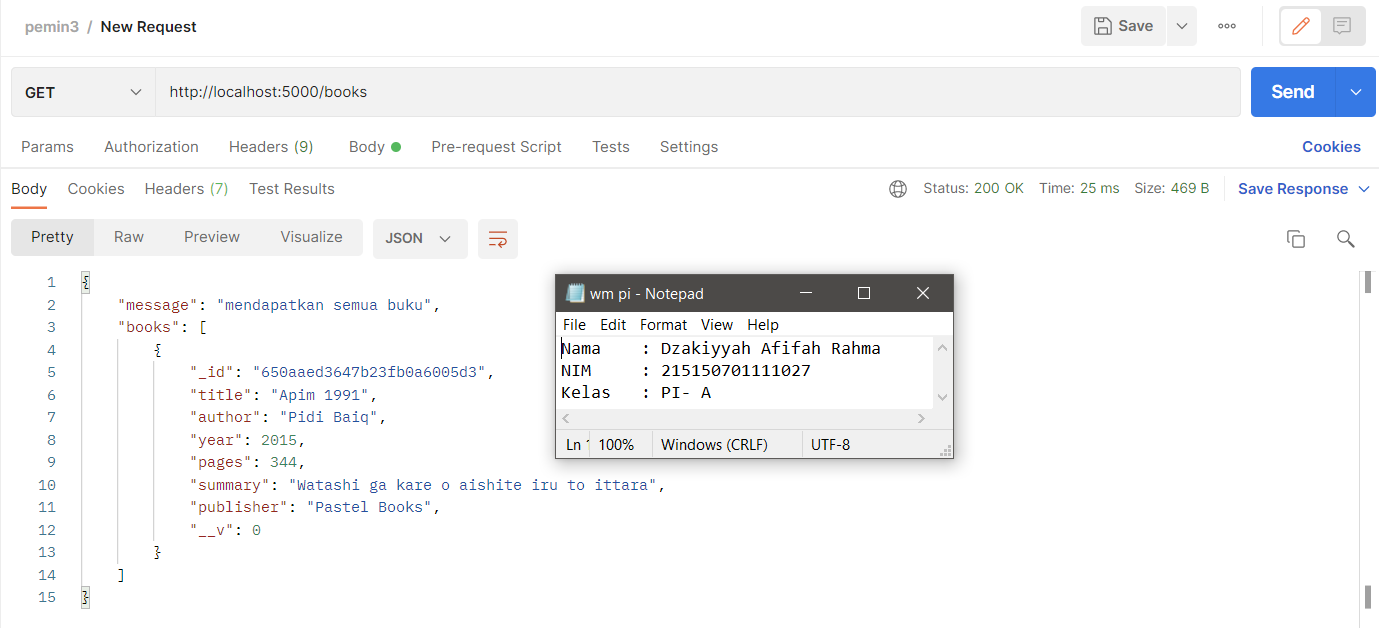 pemin3 / New Request
Save
GET
http://localhost:5000/books
Send
Params Authorization Headers (9) Body Pre-request Script Tests Settings Cookies
Body Cookies Headers (7) Test Results Status: 200 OK Time: 25 ms Size: 469 B Save Response
Pretty Raw Preview Visualize JSON
1 {
2 "message": "mendapatkan semua buku",
3 "books": [
4 {
5 "_id": "650aaed3647b23fb0a6005d3",
6 "title": "Apim 1991",
7 "author": "Pidi Baiq",
8 "year": 2015,
9 "pages": 344,
10 "summary": "Watashi ga kare o aishite iru to ittara",
11 "publisher": "Pastel Books",
12 "__v": 0
13 }
14 ]
15 }
wm pi - Notepad
File Edit Format View Help
Nama : Dzakiyyah Afifah Rahma
NIM : 215150701111027
Kelas : PI- A
Ln 100% Windows (CRLF) UTF-8